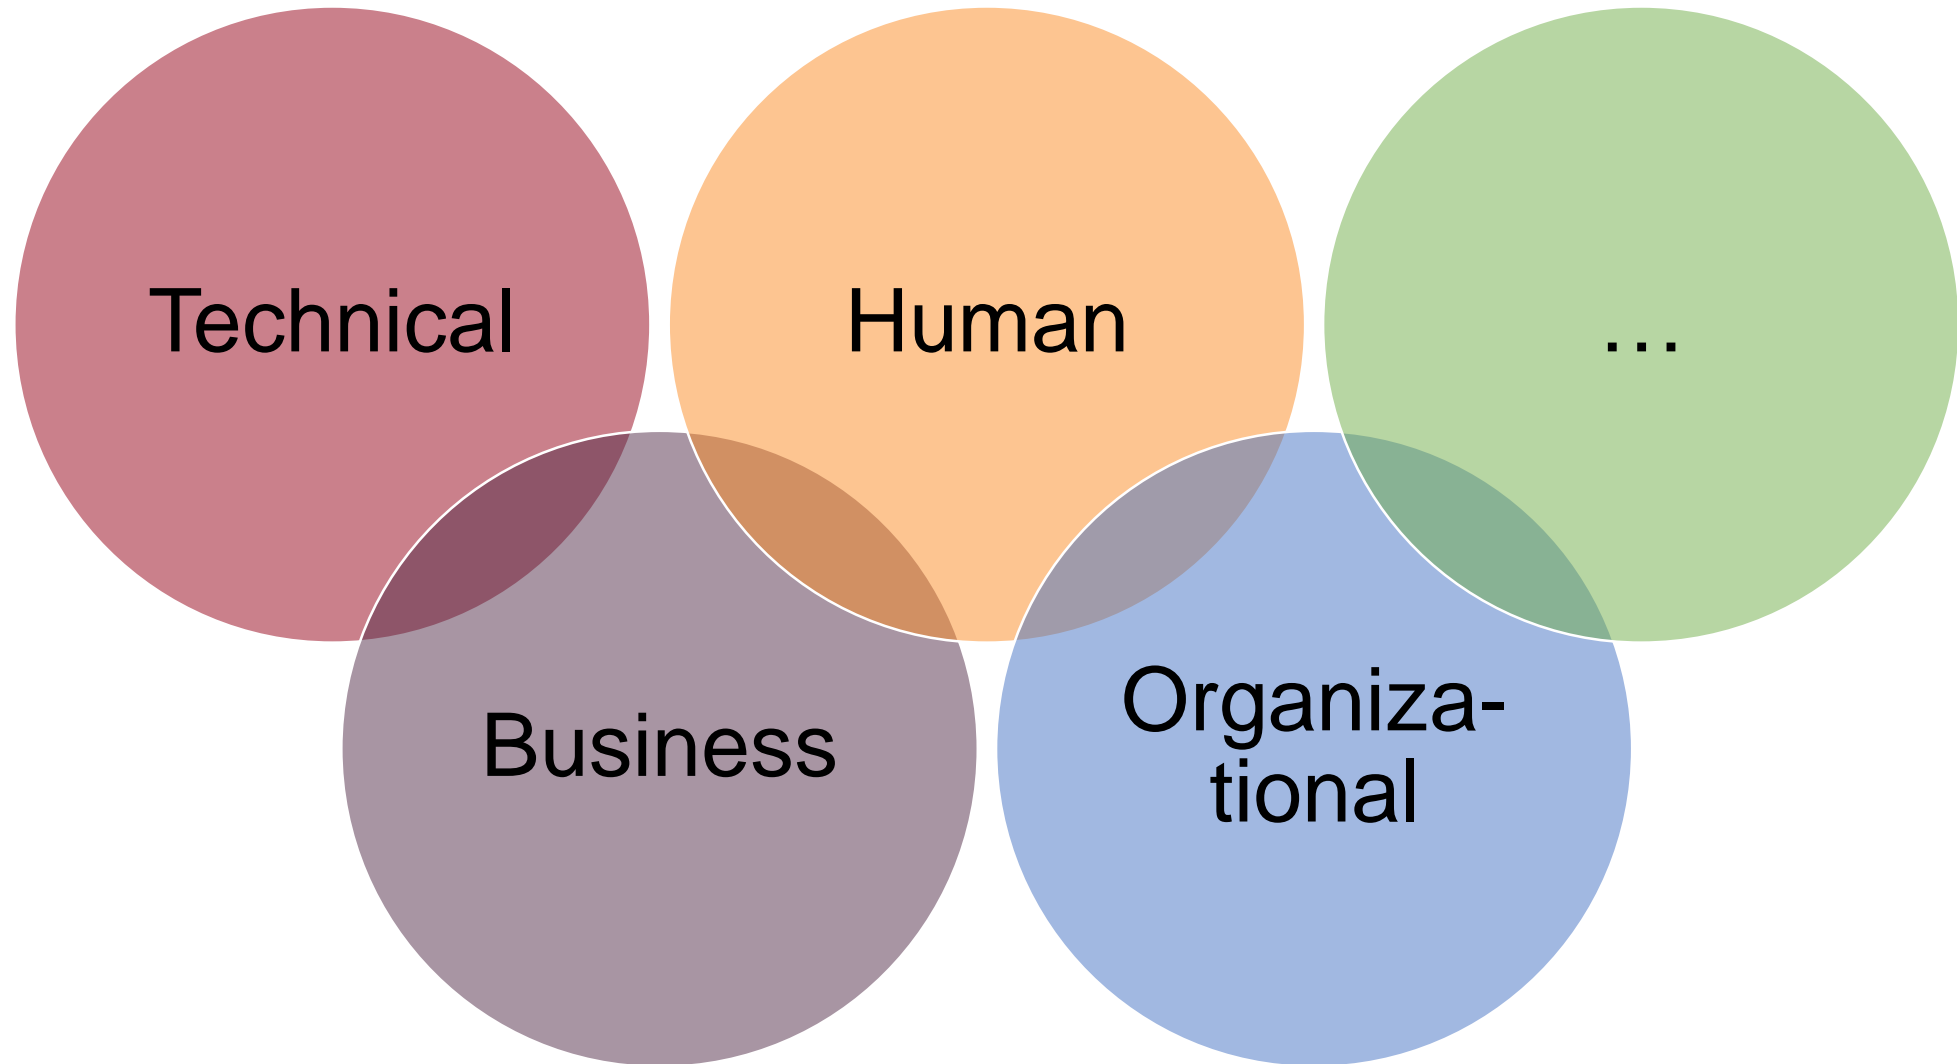 Technical
Human
…
Business
Organiza-
tional